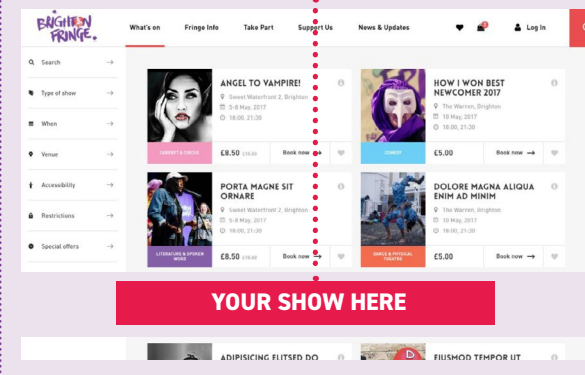 BRIGHTON
FRINGE.
What's on Fringe Info Take Part Support Us News & Updates Log In
Search
Type of show
When
Venue
Accessibility
Restrictions
Special offers
ANGEL TO VAMPIRE!
Sweet Waterfront 2, Brighton
5-8 May, 2017
18:00, 21:30
CABARET & CIRCUS
£8.50
Book now →
HOW I WON BEST
NEWCOMER 2017
The Warren, Brighton
10 May, 2017
18:00, 21:30
COMEDY
£5.00
Book now →
PORTA MAGNE SIT
ORNARE
Sweet Waterfront 2, Brighton
5-8 May, 2017
18:00, 21:30
LITERATURE & SPOKEN
WORD
£8.50
Book now →
DOLORE MAGNA ALIQUA
ENIM AD MINIM
The Warren, Brighton
10 May, 2017
18:00, 21:30
DANCE & PHYSICAL
THEATRE
£5.00
Book now →
YOUR SHOW HERE
ADIPISICING ELITSED DO
EIUSMOD TEMPOR UT